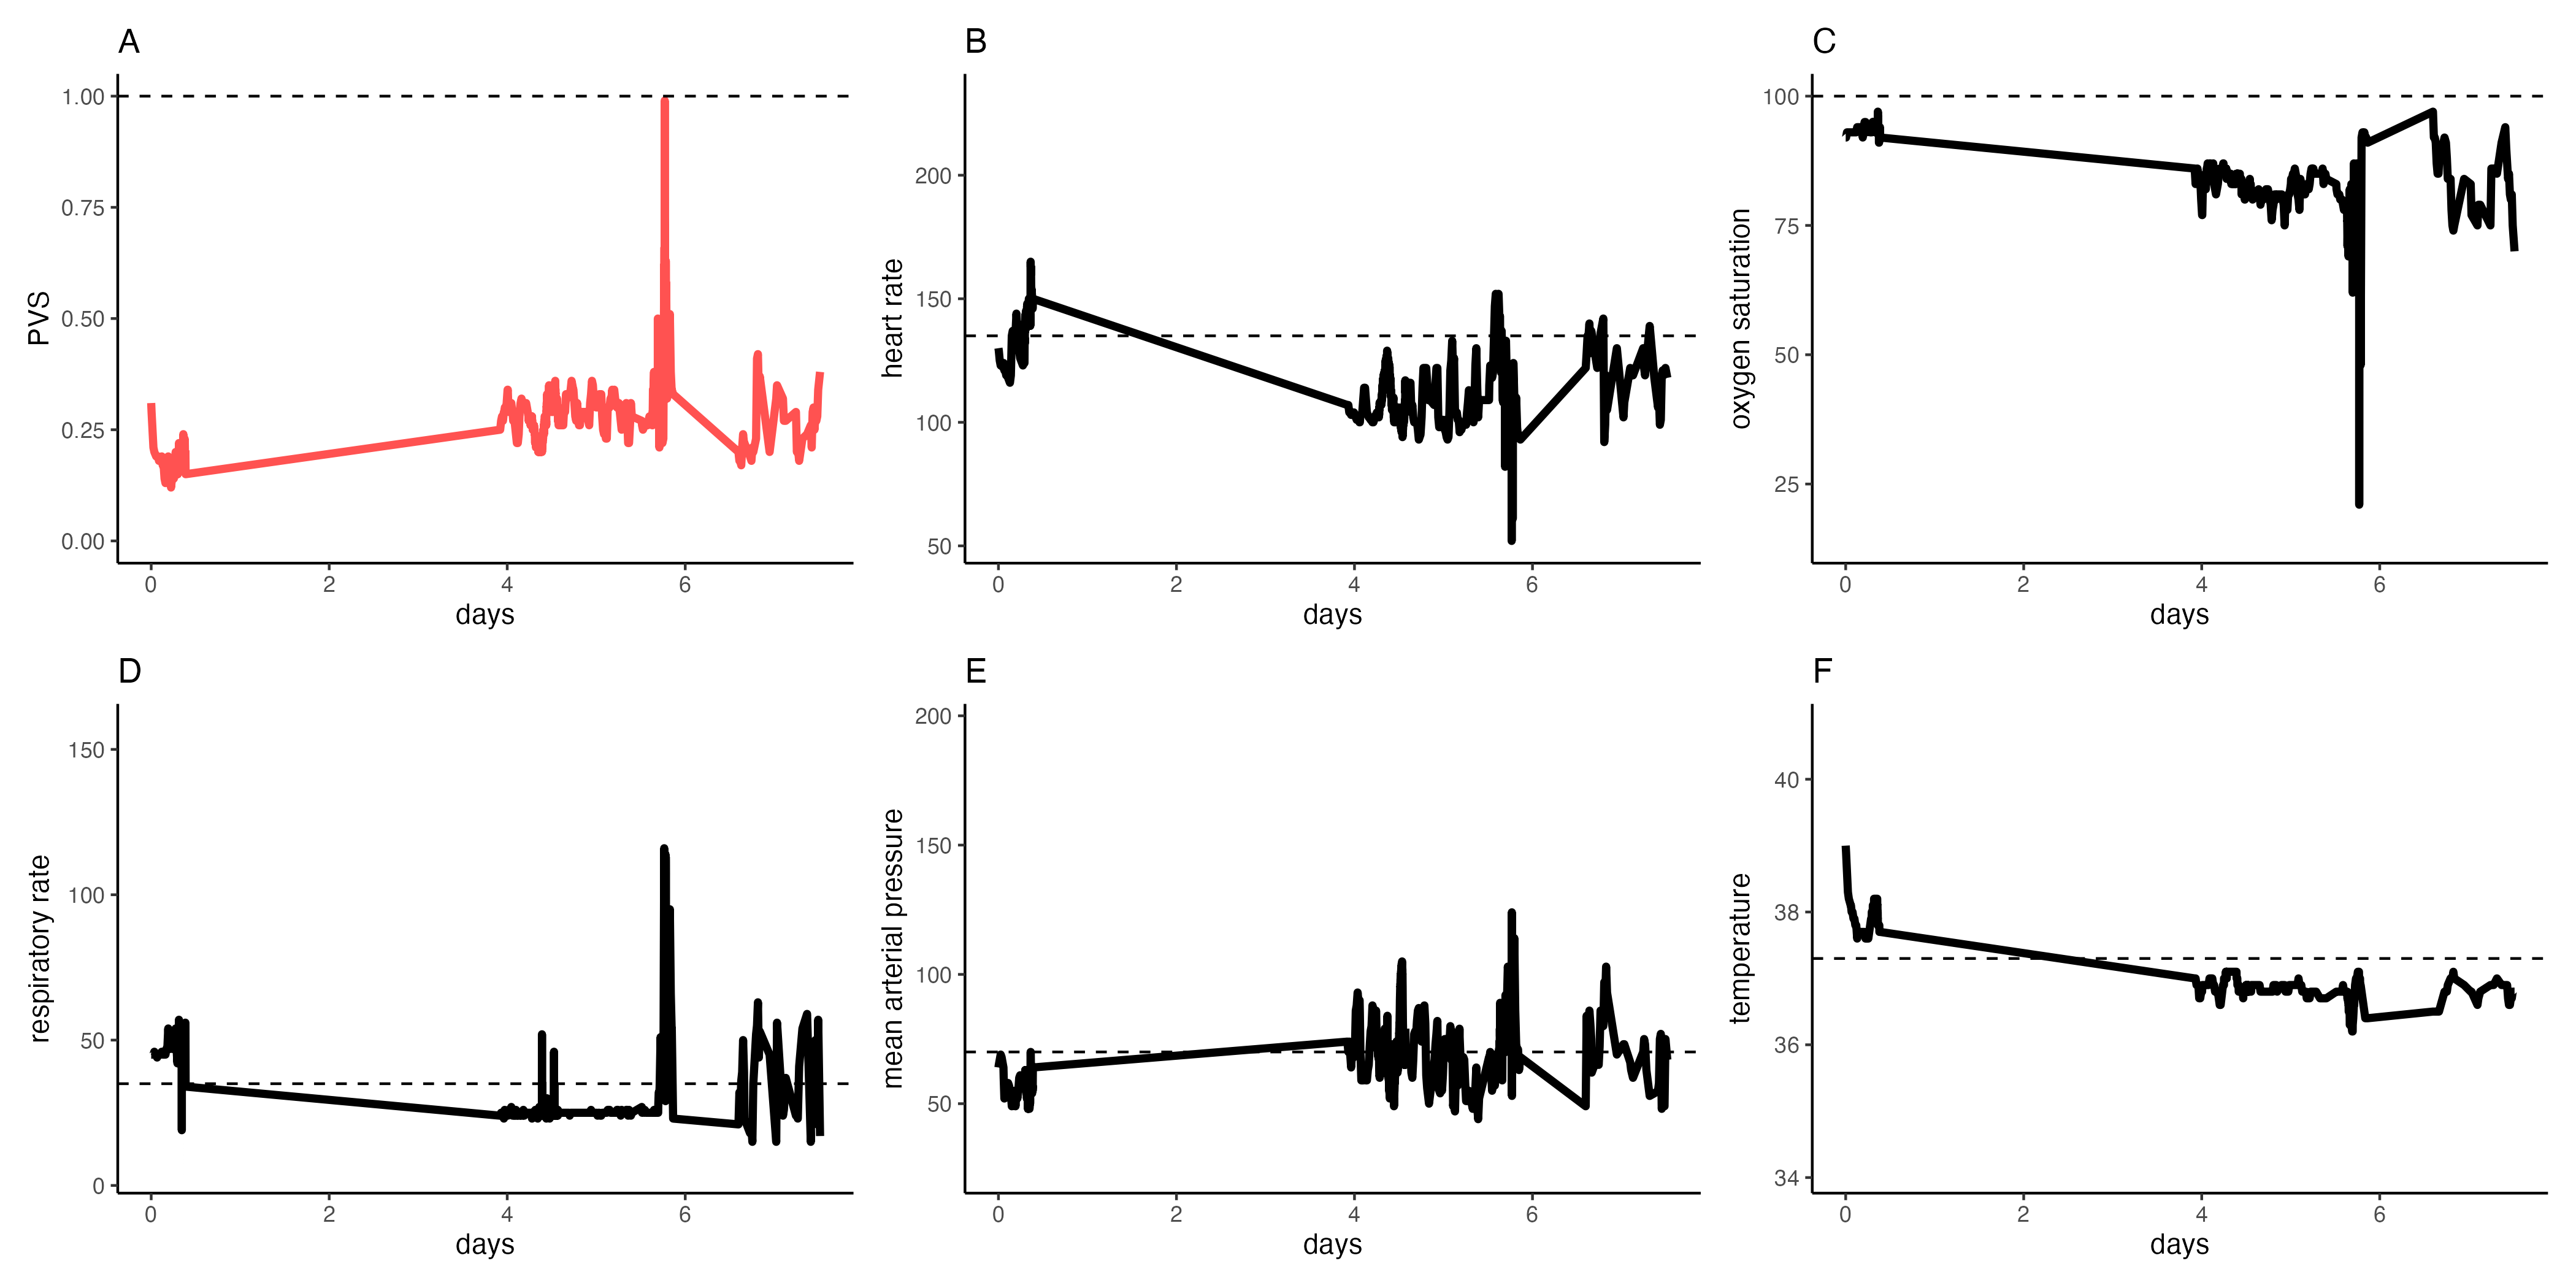 A
1.00
0.75
0.50
0.25
0.00
PVS
0 2 4 6
days
B
200
150
100
50
heart rate
0 2 4 6
days
C
100
75
50
25
oxygen saturation
0 2 4 6
days
D
150
100
50
0
respiratory rate
0 2 4 6
days
E
200
150
100
50
mean arterial pressure
0 2 4 6
days
F
40
38
36
34
temperature
0 2 4 6
days